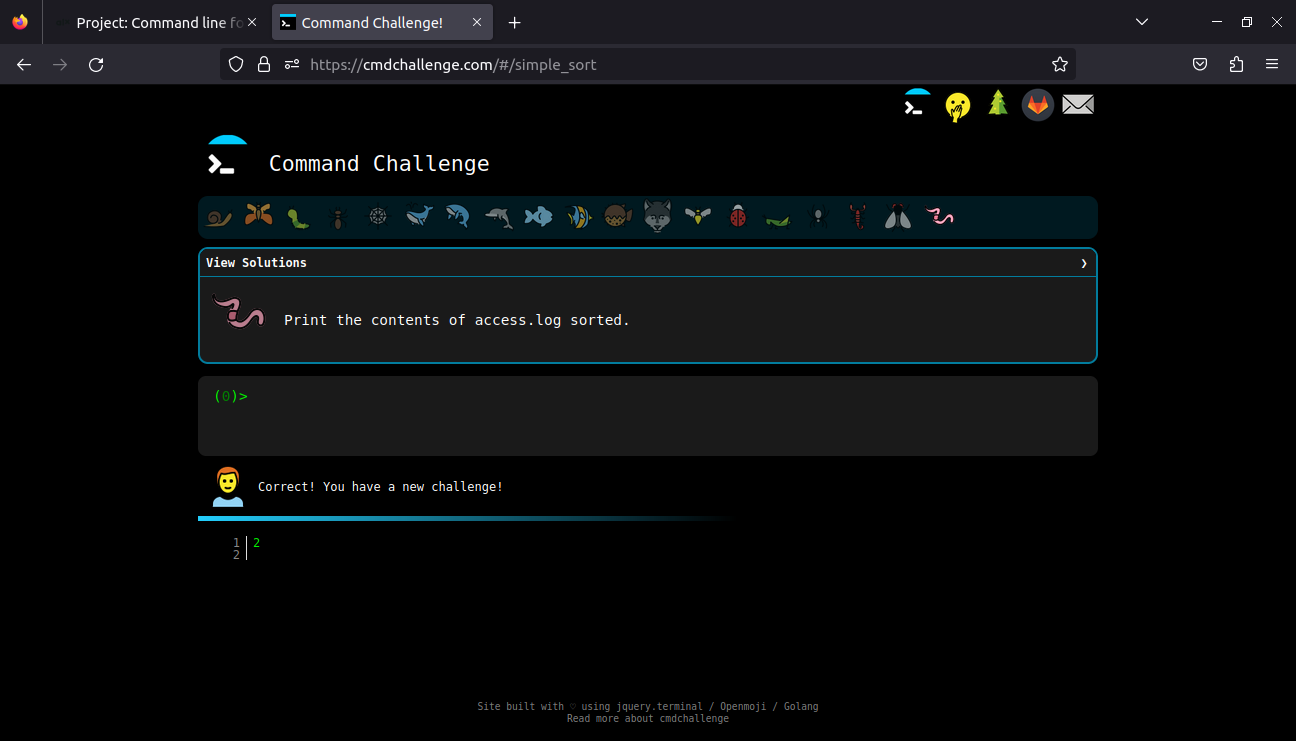 Project: Command line fo
Command Challenge!
https://cmdchallenge.com/#/simple_sort
Command Challenge
View Solutions
Print the contents of access.log sorted.
(0)>
Correct! You have a new challenge!
1 2
2
Site built with ♡ using jquery.terminal / Openmoji / Golang
Read more about cmdchallenge